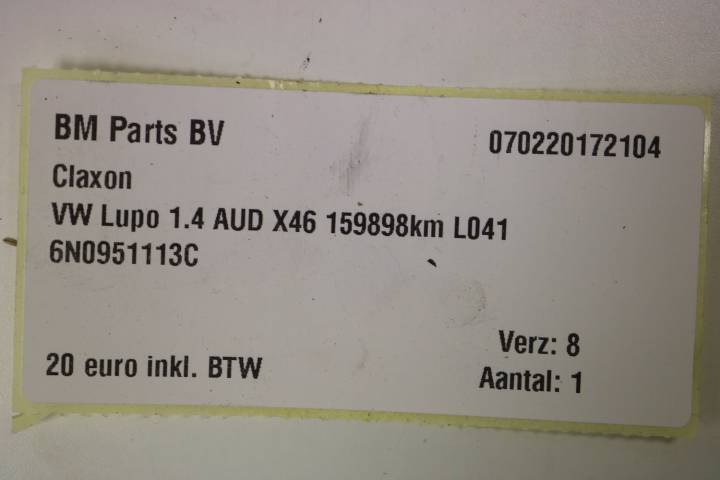 BM Parts BV 070220172104
Claxon
VW Lupo 1.4 AUD X46 159898km L041
6N0951113C
Verz: 8
20 euro inkl. BTW Aantal: 1